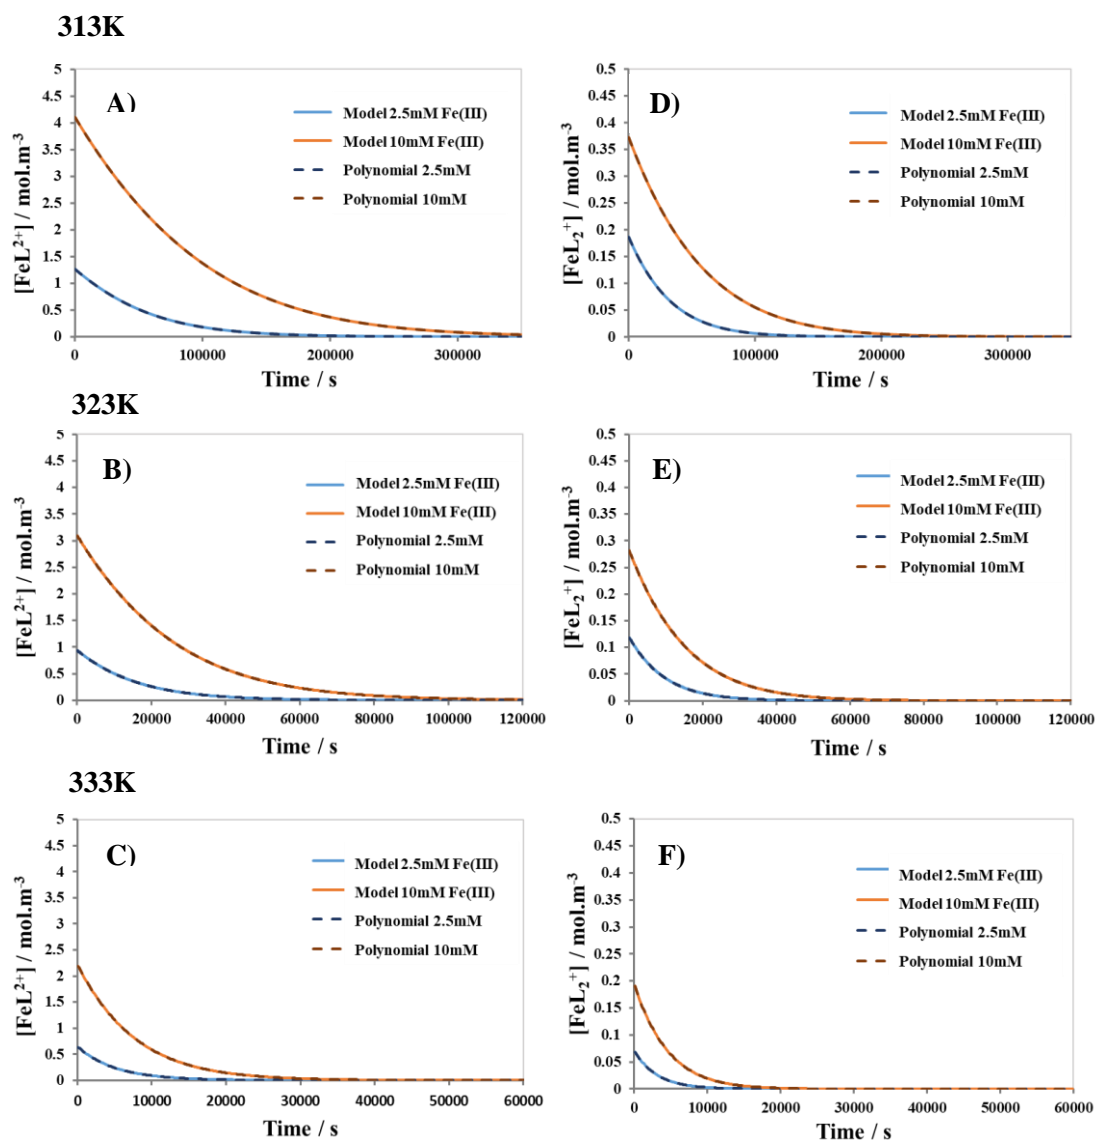 313K
A)
[FeL²⁺] / mol.m⁻³
5
4.5
4
3.5
3
2.5
2
1.5
1
0.5
0
Model 2.5mM Fe(III)
Model 10mM Fe(III)
Polynomial 2.5mM
Polynomial 10mM
0 100000 200000 300000
Time / s
D)
[FeL₂⁺] / mol.m⁻³
0.5
0.45
0.4
0.35
0.3
0.25
0.2
0.15
0.1
0.05
0
Model 2.5mM Fe(III)
Model 10mM Fe(III)
Polynomial 2.5mM
Polynomial 10mM
0 100000 200000 300000
Time / s
323K
B)
[FeL²⁺] / mol.m⁻³
5
4.5
4
3.5
3
2.5
2
1.5
1
0.5
0
Model 2.5mM Fe(III)
Model 10mM Fe(III)
Polynomial 2.5mM
Polynomial 10mM
0 20000 40000 60000 80000 100000 120000
Time / s
E)
[FeL₂⁺] / mol.m⁻³
0.5
0.45
0.4
0.35
0.3
0.25
0.2
0.15
0.1
0.05
0
Model 2.5mM Fe(III)
Model 10mM Fe(III)
Polynomial 2.5mM
Polynomial 10mM
0 20000 40000 60000 80000 100000 120000
Time / s
333K
C)
[FeL²⁺] / mol.m⁻³
5
4.5
4
3.5
3
2.5
2
1.5
1
0.5
0
Model 2.5mM Fe(III)
Model 10mM Fe(III)
Polynomial 2.5mM
Polynomial 10mM
0 10000 20000 30000 40000 50000 60000
Time / s
F)
[FeL₂⁺] / mol.m⁻³
0.5
0.45
0.4
0.35
0.3
0.25
0.2
0.15
0.1
0.05
0
Model 2.5mM Fe(III)
Model 10mM Fe(III)
Polynomial 2.5mM
Polynomial 10mM
0 10000 20000 30000 40000 50000 60000
Time / s